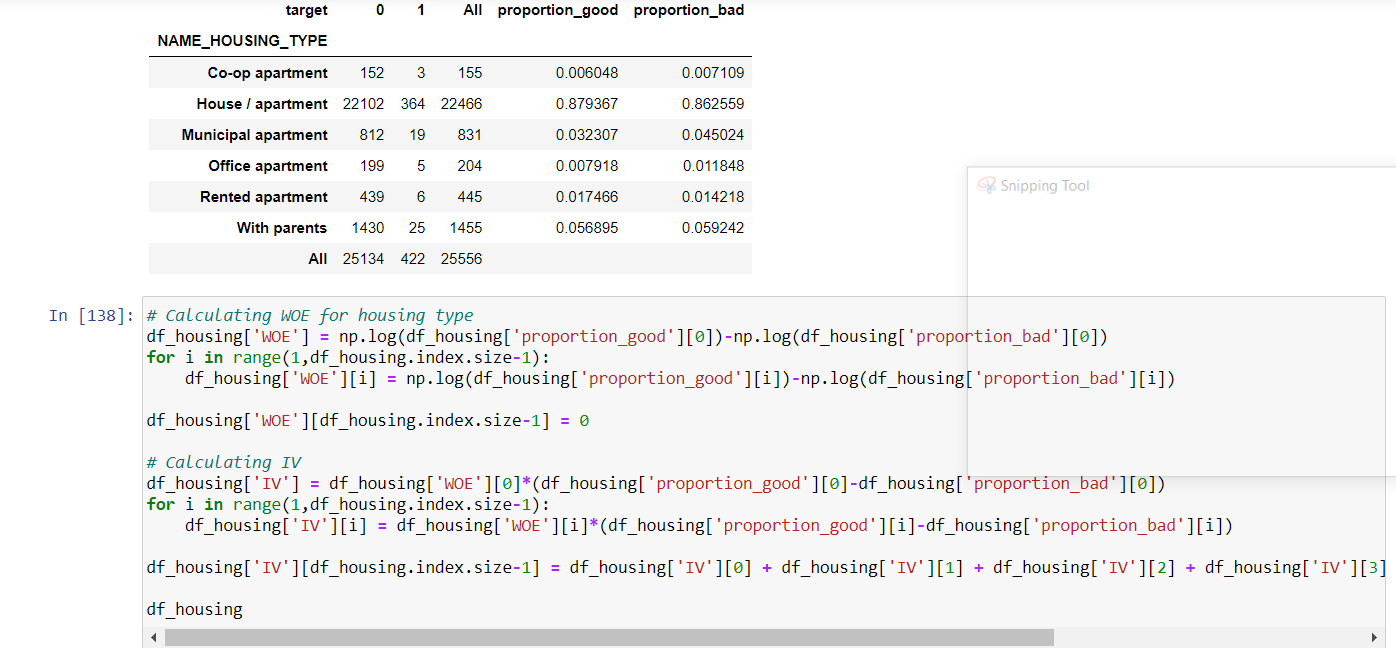 target 0 1 All proportion_good proportion_bad
NAME_HOUSING_TYPE
Co-op apartment 152 3 155 0.006048 0.007109
House / apartment 22102 364 22466 0.879367 0.862559
Municipal apartment 812 19 831 0.032307 0.045024
Office apartment 199 5 204 0.007918 0.011848
Rented apartment 439 6 445 0.017466 0.014218
With parents 1430 25 1455 0.056895 0.059242
All 25134 422 25556
Snipping Tool
In [138]: # Calculating WOE for housing type
df_housing['WOE'] = np.log(df_housing['proportion_good'][0])-np.log(df_housing['proportion_bad'][0])
for i in range(1,df_housing.index.size-1):
    df_housing['WOE'][i] = np.log(df_housing['proportion_good'][i])-np.log(df_housing['proportion_bad'][i])
df_housing['WOE'][df_housing.index.size-1] = 0
# Calculating IV
df_housing['IV'] = df_housing['WOE'][0]*(df_housing['proportion_good'][0]-df_housing['proportion_bad'][0])
for i in range(1,df_housing.index.size-1):
    df_housing['IV'][i] = df_housing['WOE'][i]*(df_housing['proportion_good'][i]-df_housing['proportion_bad'][i])
df_housing['IV'][df_housing.index.size-1] = df_housing['IV'][0] + df_housing['IV'][1] + df_housing['IV'][2] + df_housing['IV'][3]
df_housing